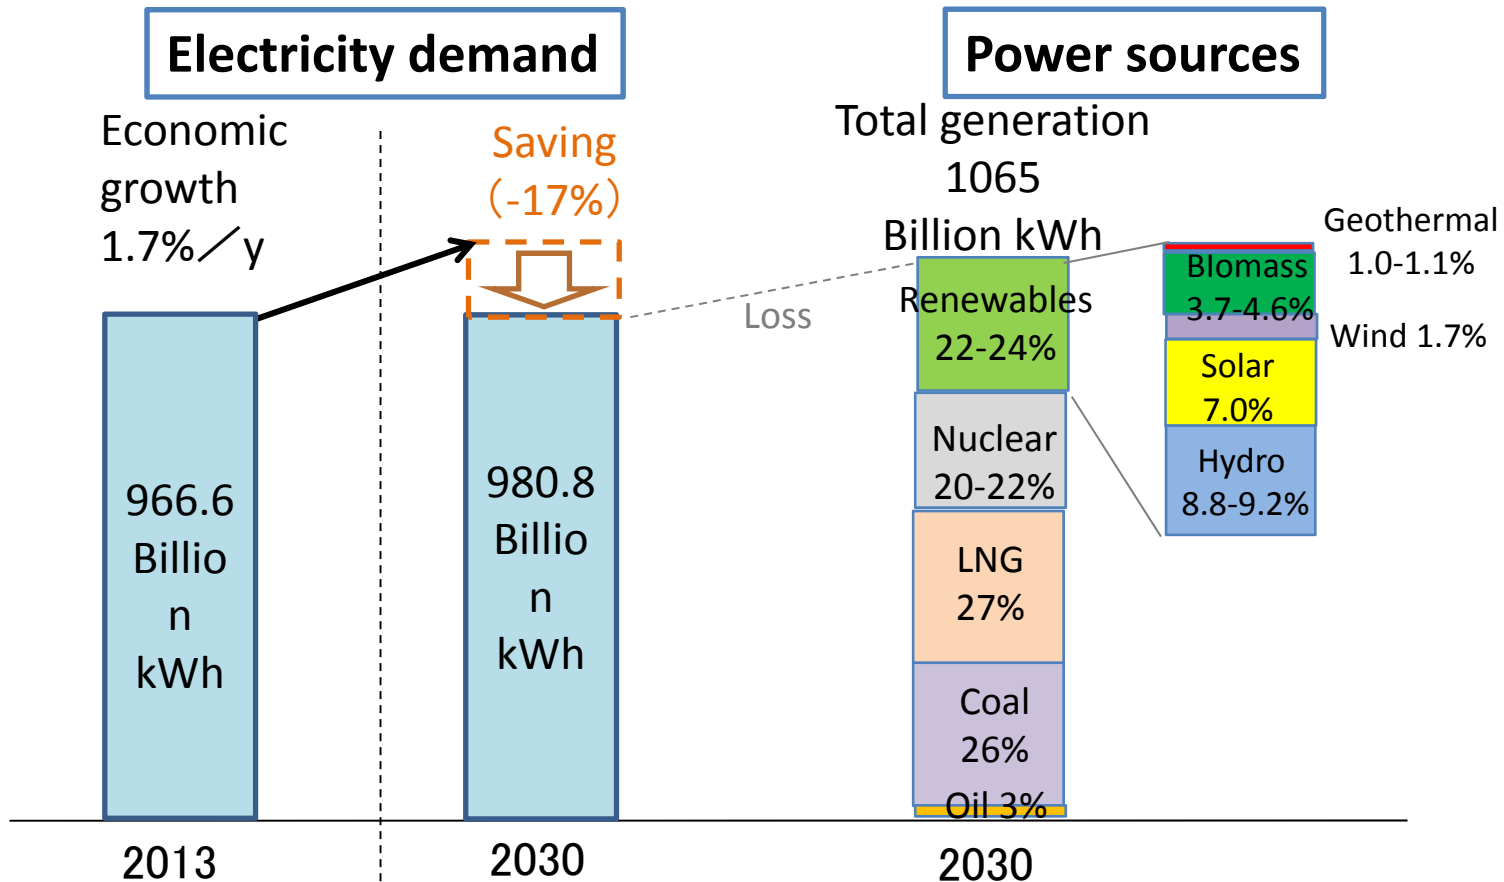 Electricity demand
Power sources
Economic
growth
1.7%／y
Saving
（-17%）
Total generation
1065
Billion kWh
966.6
Billio
n
kWh
980.8
Billio
n
kWh
Loss
Renewables
22-24%
Nuclear
20-22%
LNG
27%
Coal
26%
Oil 3%
Geothermal
1.0-1.1%
BIomass
3.7-4.6%
Wind 1.7%
Solar
7.0%
Hydro
8.8-9.2%
2013
2030
2030